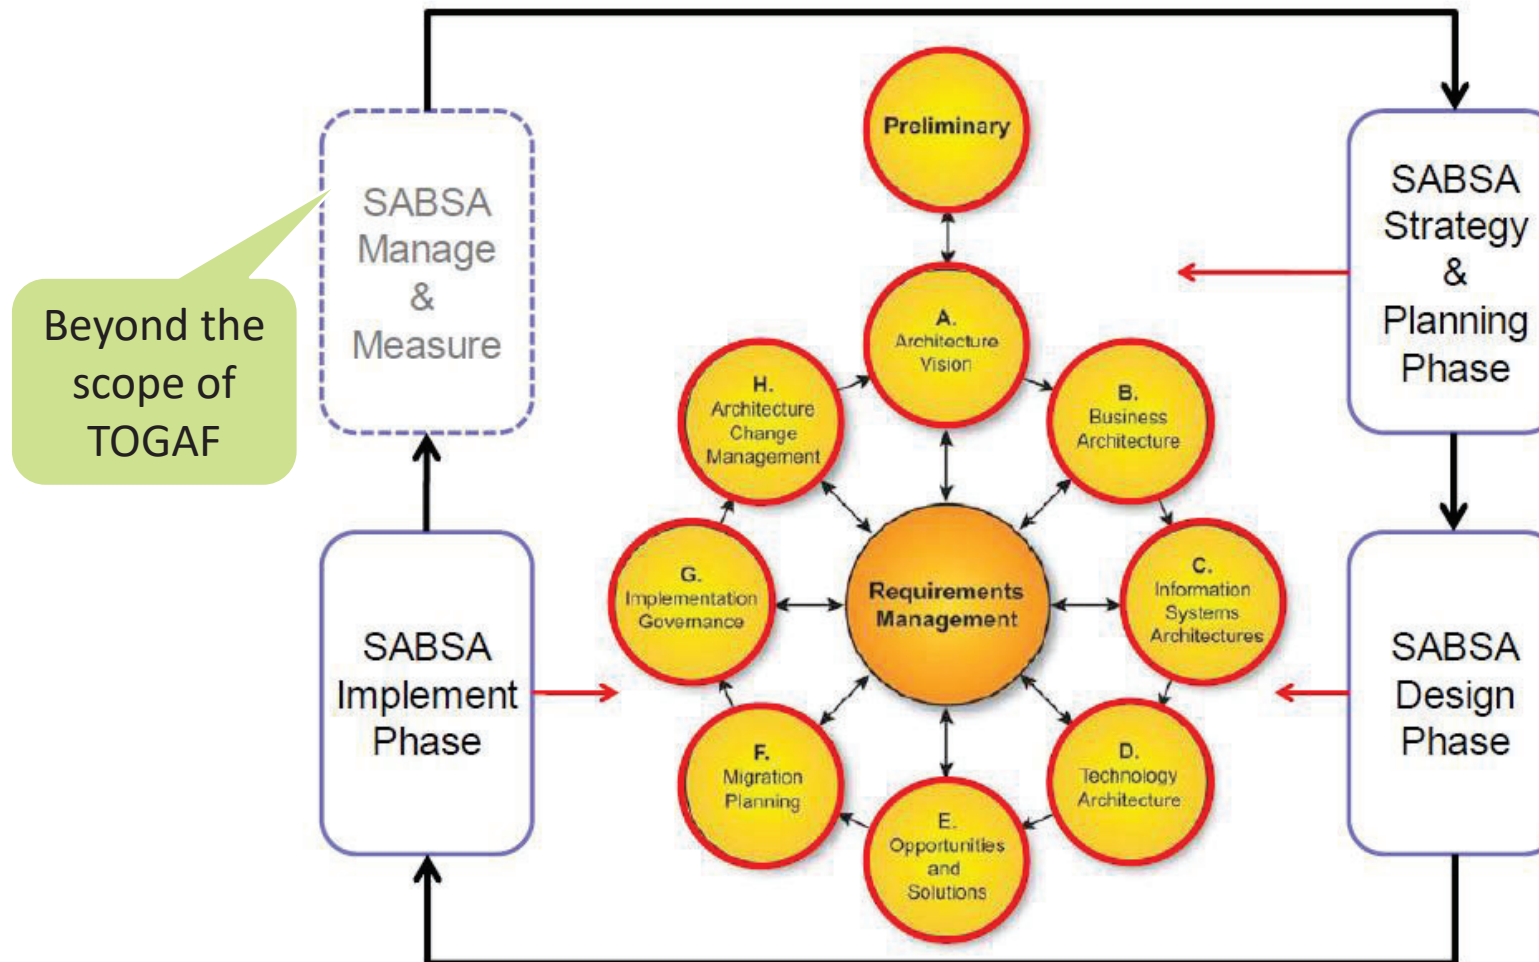 Preliminary
SABSA
Manage
&
Measure
SABSA
Strategy
&
Planning
Phase
Beyond the
scope of
TOGAF
A.
Architecture
Vision
H.
Architecture
Change
Management
B.
Business
Architecture
G.
Implementation
Governance
Requirements
Management
C.
Information
Systems
Architectures
SABSA
Implement
Phase
SABSA
Design
Phase
F.
Migration
Planning
D.
Technology
Architecture
E.
Opportunities
and
Solutions